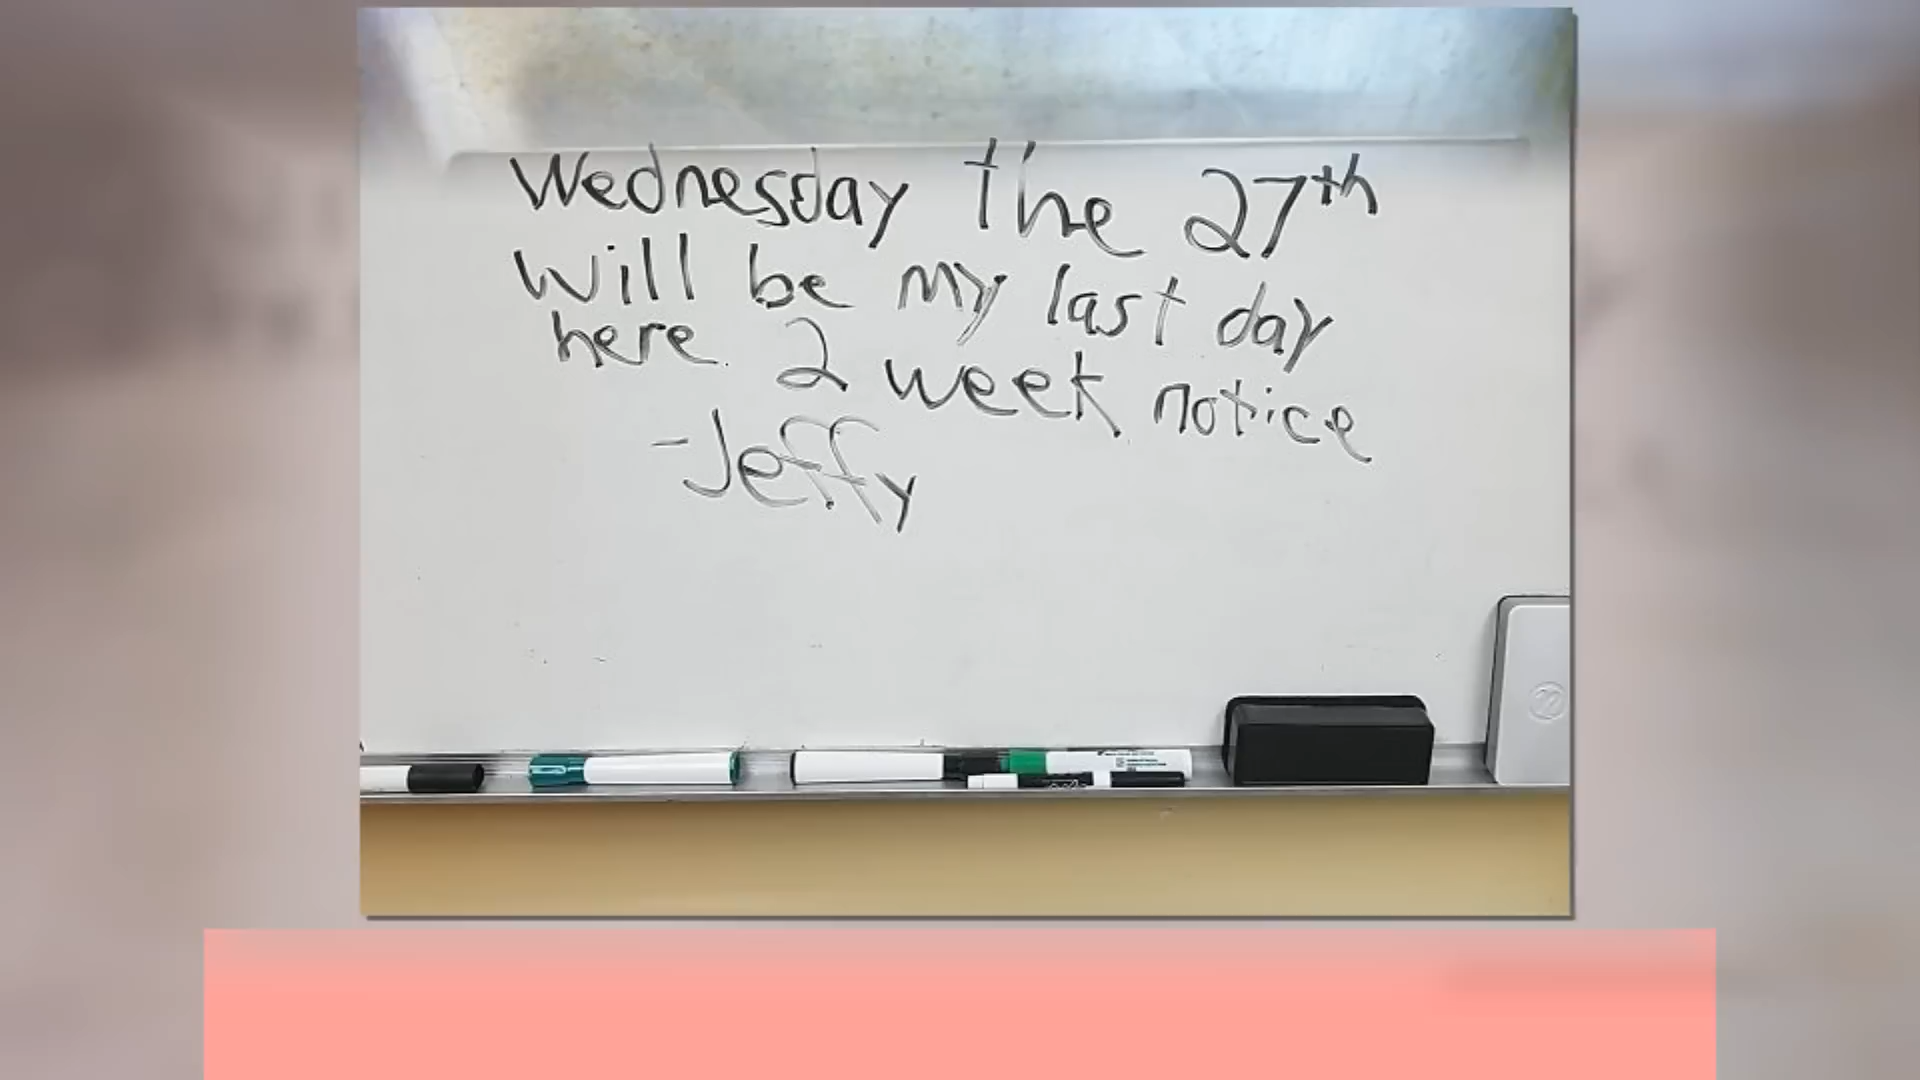 Wednesday the 27th
will be my last day
here. 2 week notice
-Jeffy